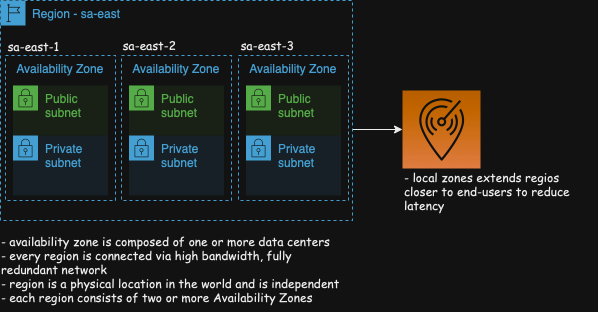 Region - sa-east
sa-east-1
sa-east-2
sa-east-3
Availability Zone
Availability Zone
Availability Zone
Public
subnet
Public
subnet
Public
subnet
Private
subnet
Private
subnet
Private
subnet
- local zones extends regios
closer to end-users to reduce
latency
- availability zone is composed of one or more data centers
- every region is connected via high bandwidth, fully
redundant network
- region is a physical location in the world and is independent
- each region consists of two or more Availability Zones